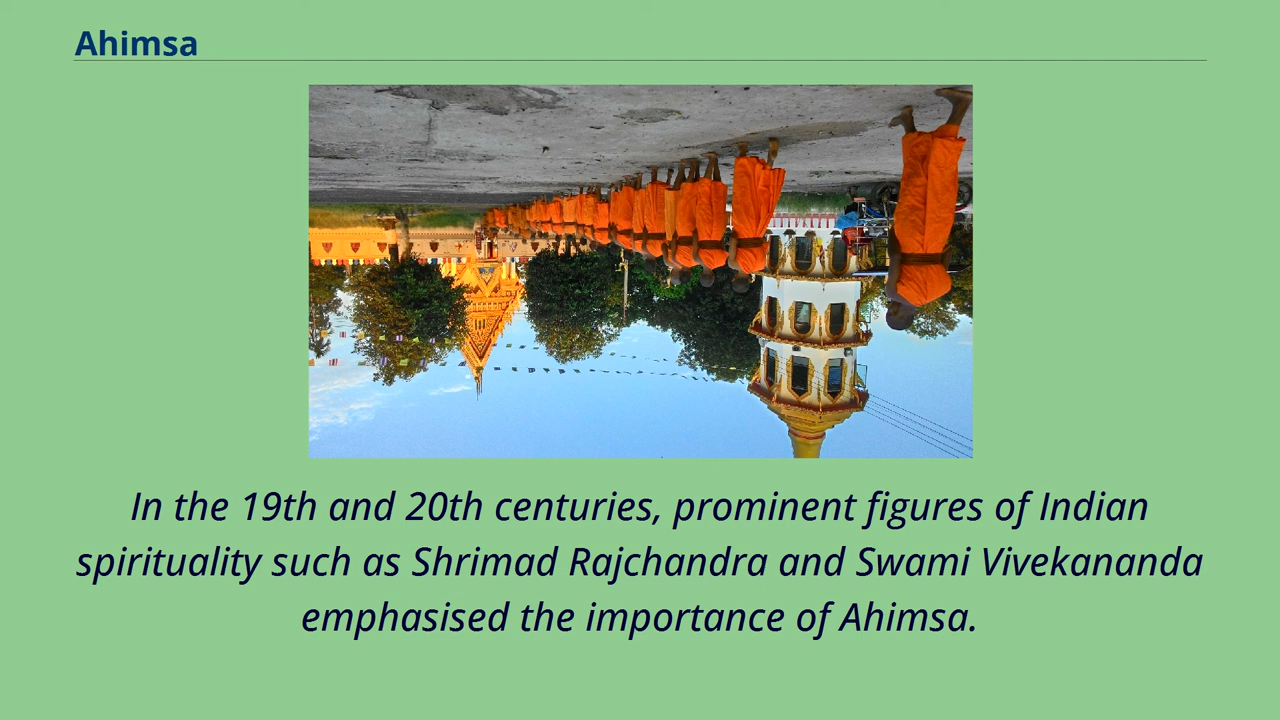 Ahimsa
In the 19th and 20th centuries, prominent figures of Indian
spirituality such as Shrimad Rajchandra and Swami Vivekananda
emphasised the importance of Ahimsa.